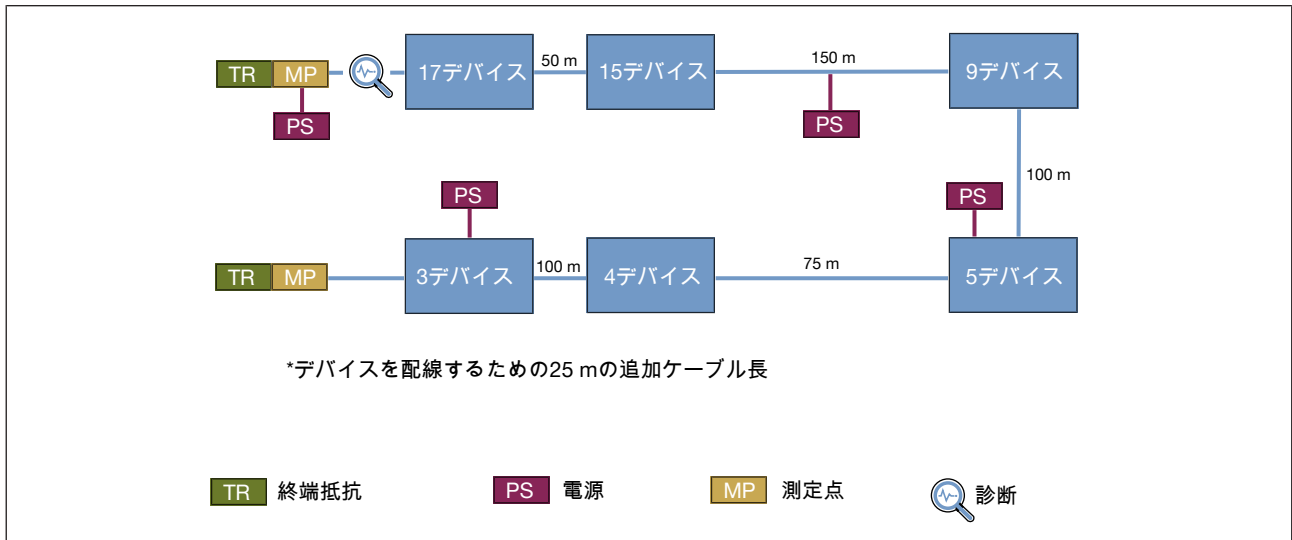 TR
MP
PS
17デバイス
50 m
15デバイス
150 m
PS
9デバイス
100 m
TR
MP
PS
3デバイス
100 m
4デバイス
75 m
PS
5デバイス
*デバイスを配線するための25 mの追加ケーブル長
TR 終端抵抗
PS 電源
MP 測定点
診断